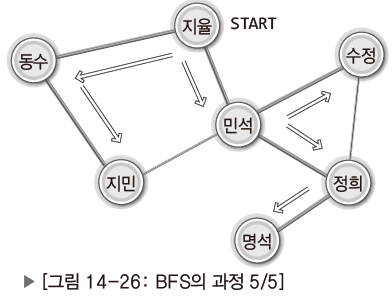 지율 START
동수
수정
민석
지민
정희
명석
▶ [그림 14-26: BFS의 과정 5/5]